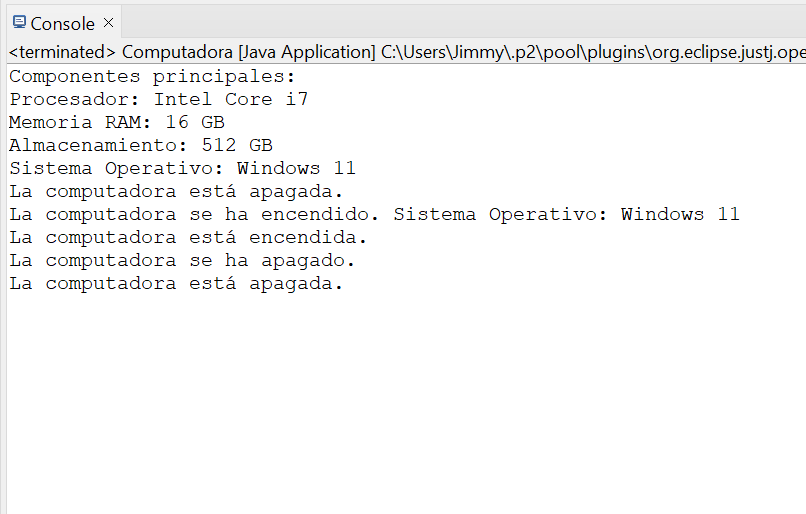 Console
<terminated> Computadora [Java Application] C:\Users\Jimmy\.p2\pool\plugins\org.eclipse.justj.ope
Componentes principales:
Procesador: Intel Core i7
Memoria RAM: 16 GB
Almacenamiento: 512 GB
Sistema Operativo: Windows 11
La computadora está apagada.
La computadora se ha encendido. Sistema Operativo: Windows 11
La computadora está encendida.
La computadora se ha apagado.
La computadora está apagada.